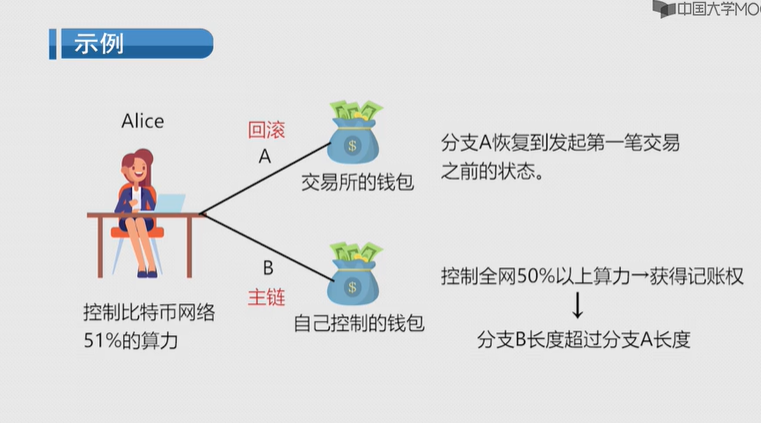 中国大学MOO
示例
Alice
回滚
A
交易所的钱包
分支A恢复到发起第一笔交易
之前的状态。
B
主链
自己控制的钱包
控制比特币网络
51%的算力
控制全网50%以上算力→获得记账权
↓
分支B长度超过分支A长度